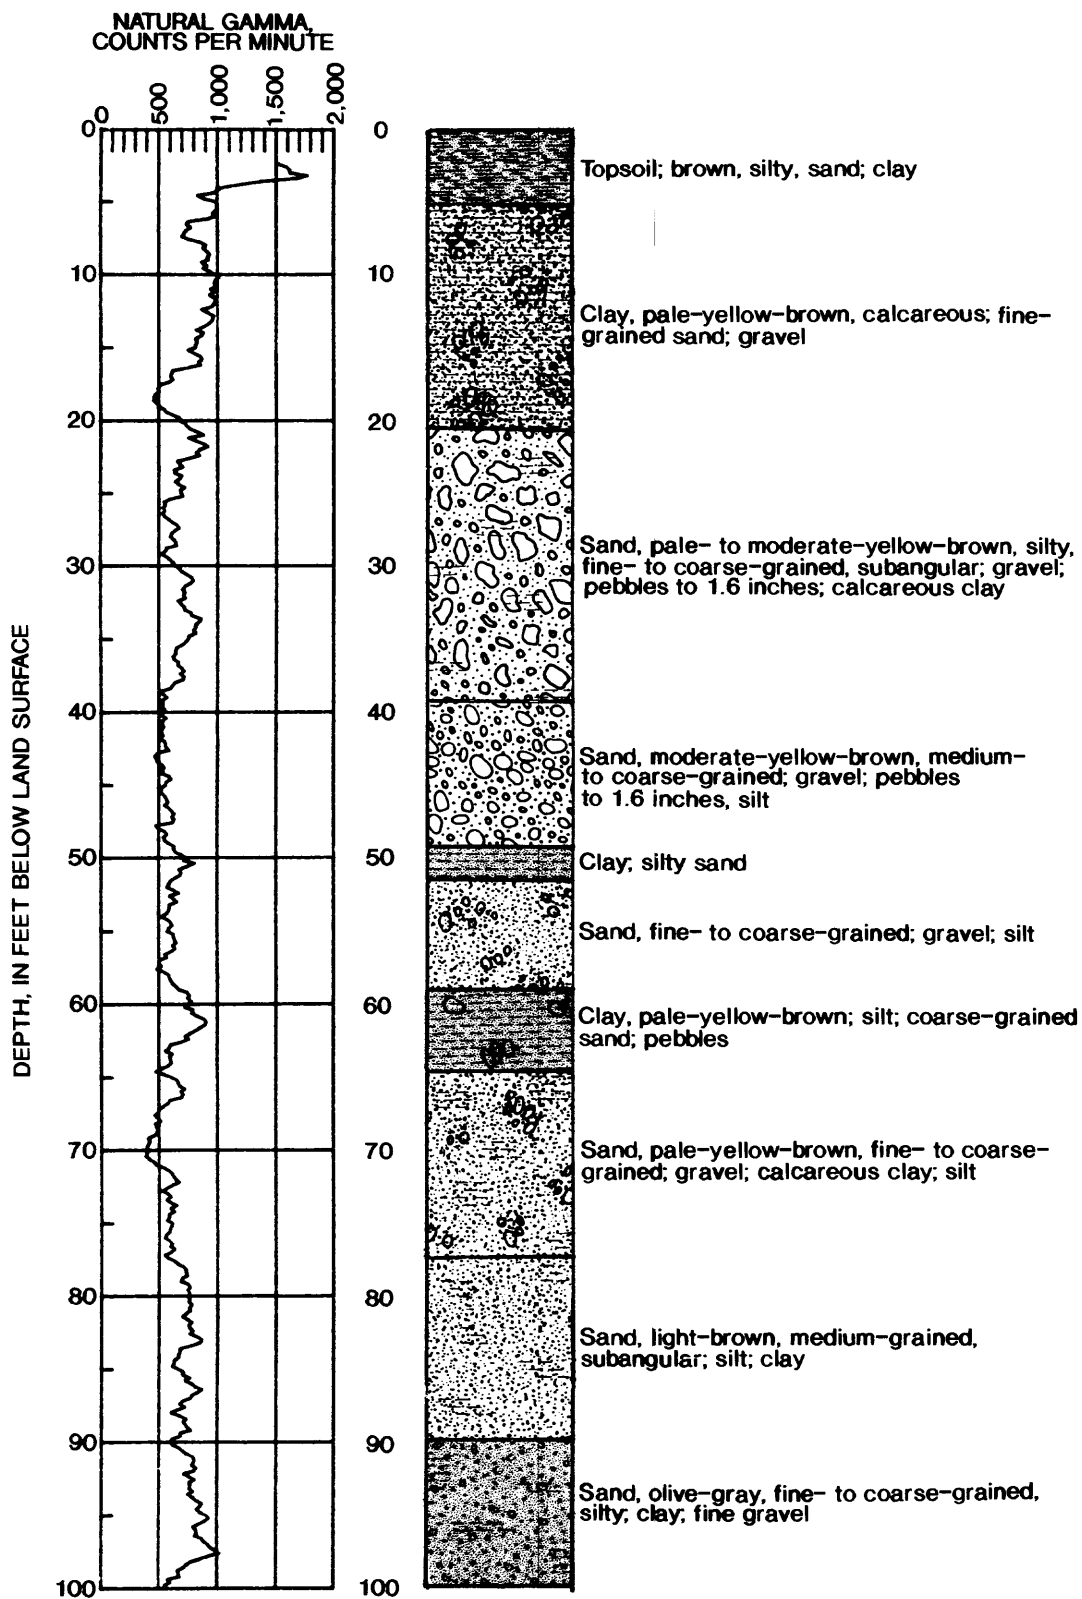 NATURAL GAMMA,
COUNTS PER MINUTE
0
500
1,000
1,500
2,000
DEPTH, IN FEET BELOW LAND SURFACE
0
10
20
30
40
50
60
70
80
90
100
0
10
20
30
40
50
60
70
80
90
100
Topsoil; brown, silty, sand; clay
Clay, pale-yellow-brown, calcareous; fine-
grained sand; gravel
Sand, pale- to moderate-yellow-brown, silty,
fine- to coarse-grained, subangular; gravel;
pebbles to 1.6 inches; calcareous clay
Sand, moderate-yellow-brown, medium-
to coarse-grained; gravel; pebbles
to 1.6 inches, silt
Clay; silty sand
Sand, fine- to coarse-grained; gravel; silt
Clay, pale-yellow-brown; silt; coarse-grained
sand; pebbles
Sand, pale-yellow-brown, fine- to coarse-
grained; gravel; calcareous clay; silt
Sand, light-brown, medium-grained,
subangular; silt; clay
Sand, olive-gray, fine- to coarse-grained,
silty; clay; fine gravel